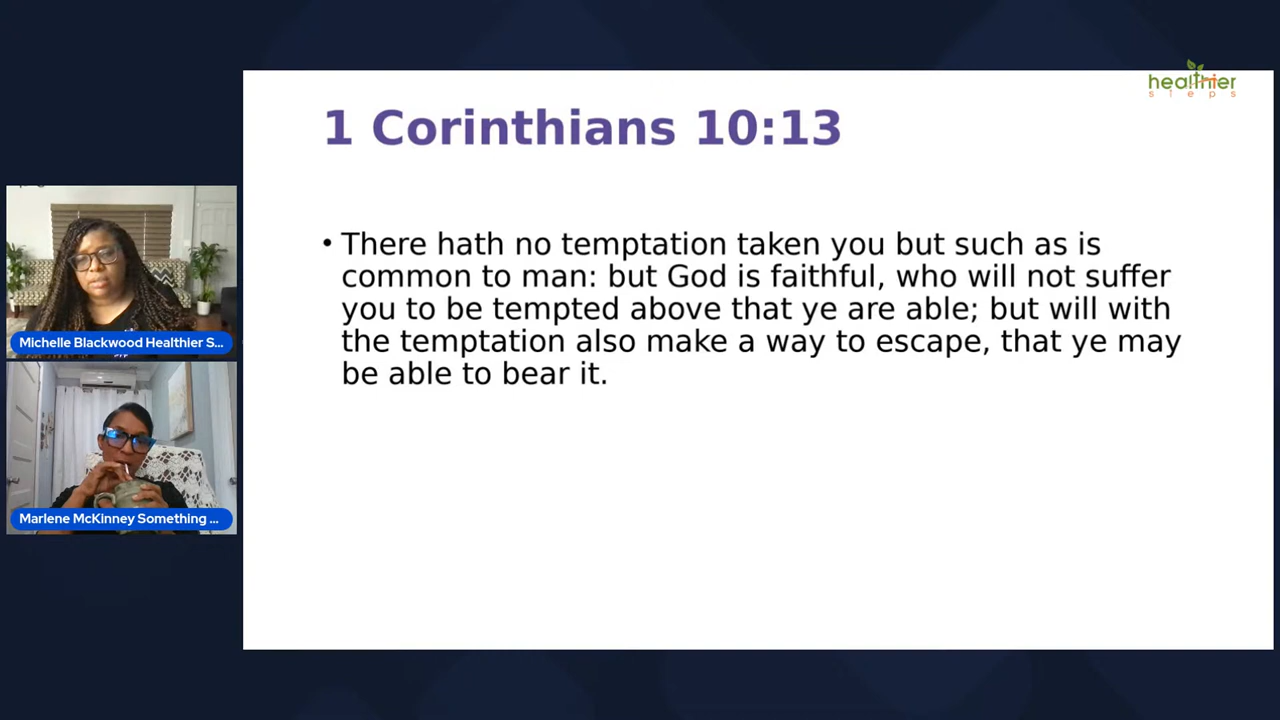 healthier
steps
1 Corinthians 10:13
• There hath no temptation taken you but such as is
common to man: but God is faithful, who will not suffer
you to be tempted above that ye are able; but will with
the temptation also make a way to escape, that ye may
be able to bear it.
Michelle Blackwood Healthier S...
Marlene McKinney Something ...